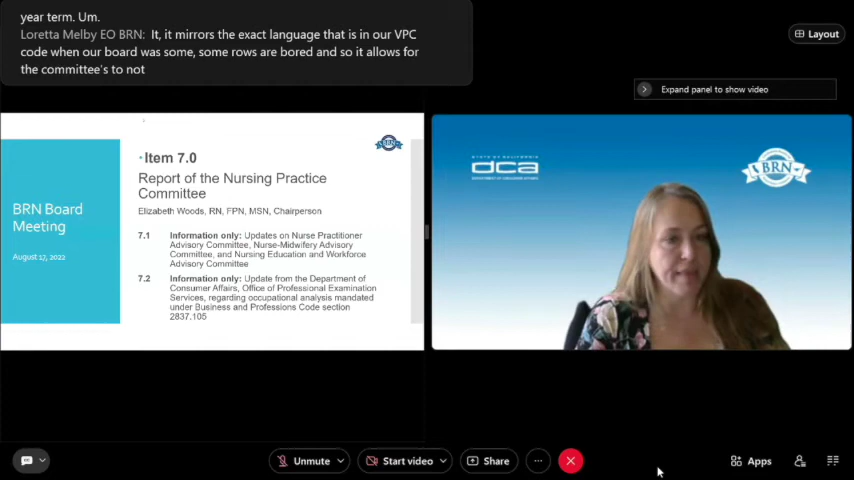 year term. Um.
Loretta Melby EO BRN: It, it mirrors the exact language that is in our VPC
code when our board was some, some rows are bored and so it allows for
the committee's to not
Layout
Expand panel to show video
BRN Board
Meeting
August 17, 2022
BRN
•Item 7.0
Report of the Nursing Practice
Committee
Elizabeth Woods, RN, FPN, MSN, Chairperson
7.1 Information only: Updates on Nurse Practitioner
Advisory Committee, Nurse-Midwifery Advisory
Committee, and Nursing Education and Workforce
Advisory Committee
7.2 Information only: Update from the Department of
Consumer Affairs, Office of Professional Examination
Services, regarding occupational analysis mandated
under Business and Professions Code section
2837.105
STATE OF CALIFORNIA
dca
DEPARTMENT OF CONSUMER AFFAIRS
BRN
Unmute
Start video
Share
Apps